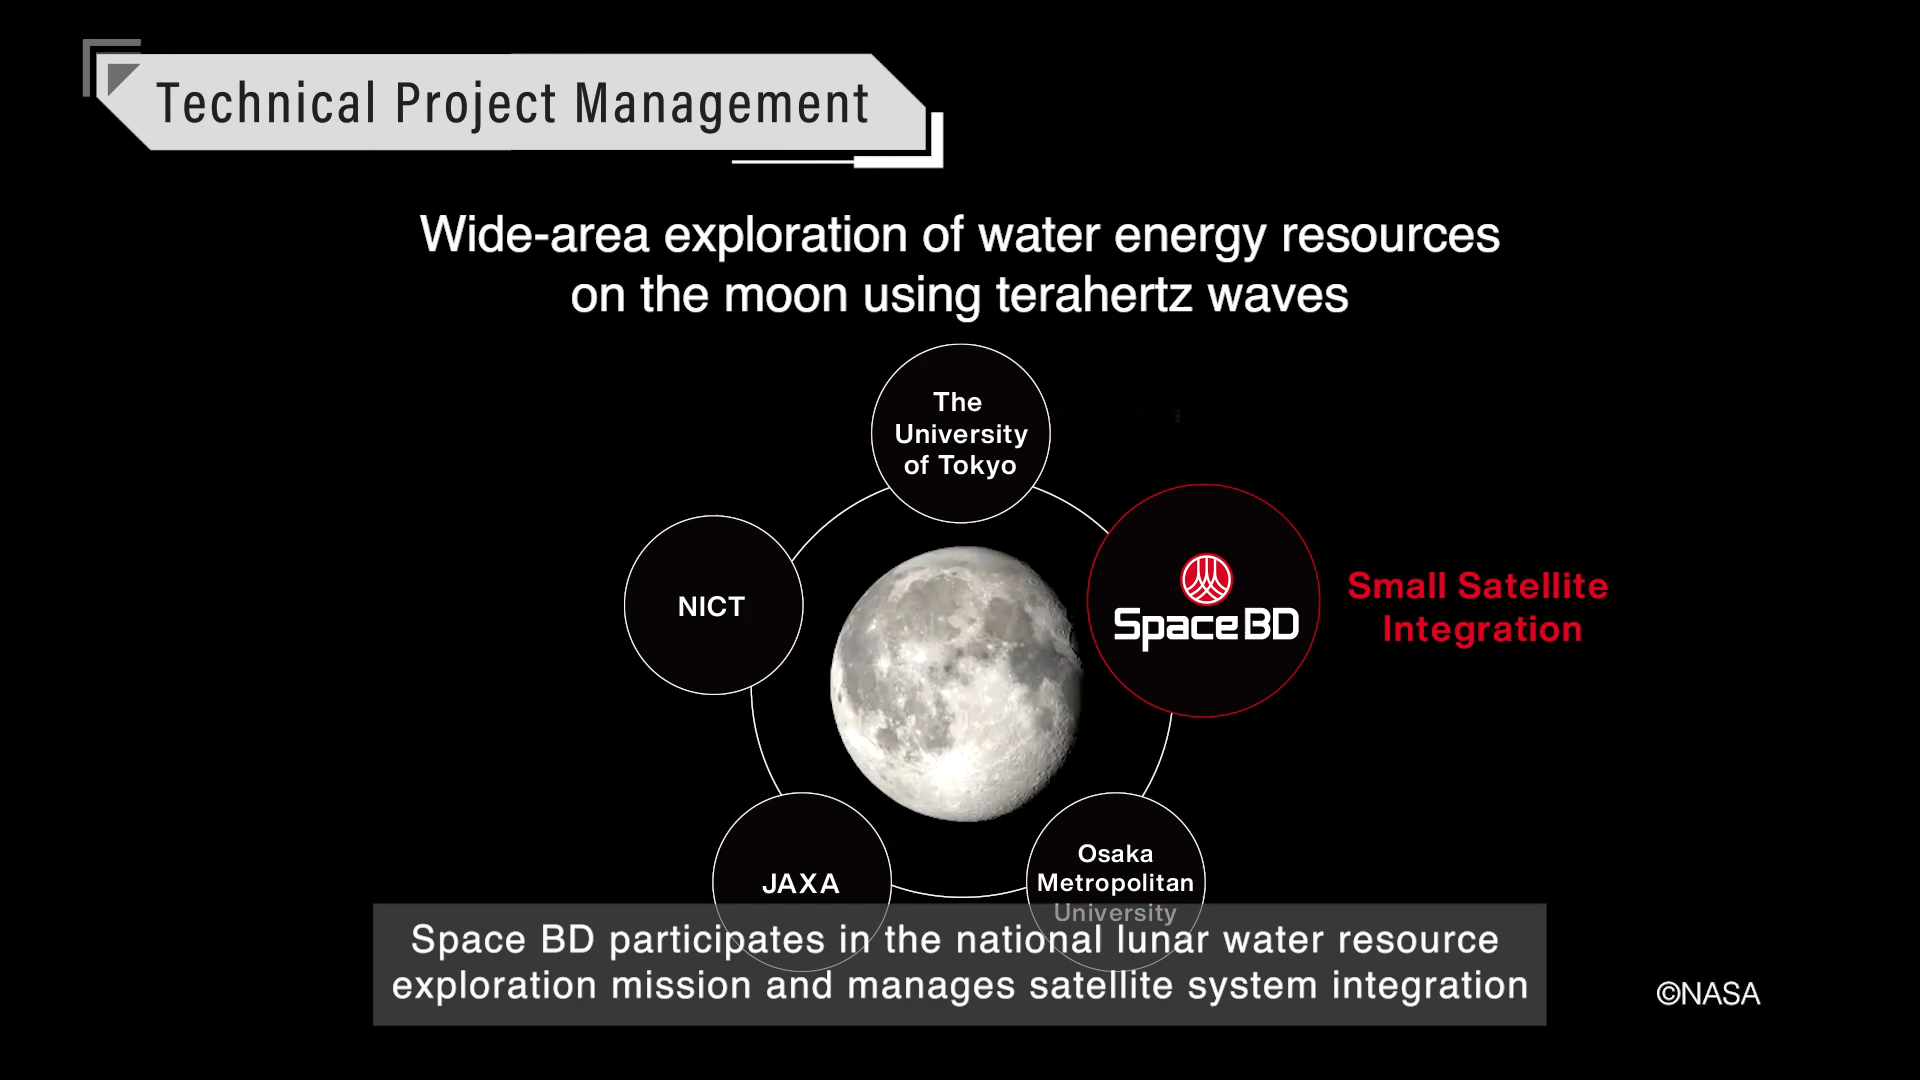 Technical Project Management
Wide-area exploration of water energy resources
on the moon using terahertz waves
The
University
of Tokyo
NICT
Space BD
Small Satellite
Integration
JAXA
Osaka
Metropolitan
University
Space BD participates in the national lunar water resource
exploration mission and manages satellite system integration
©NASA